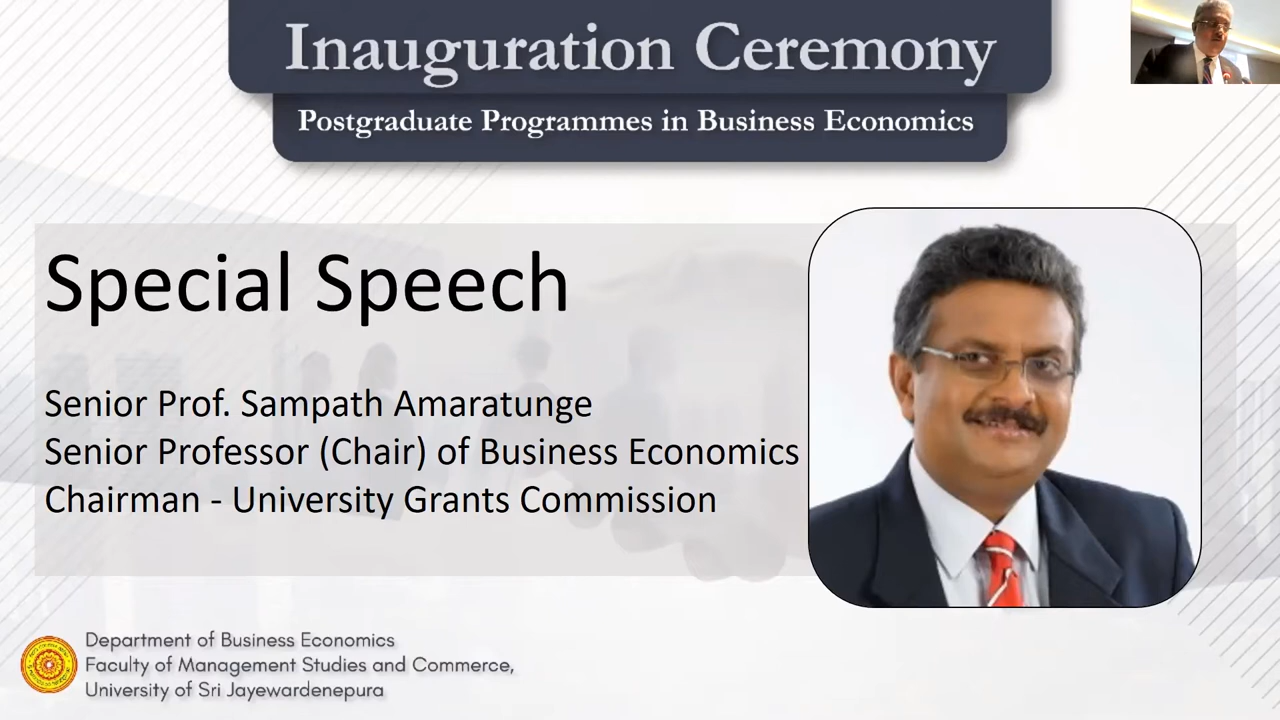 Inauguration Ceremony
Postgraduate Programmes in Business Economics
Special Speech
Senior Prof. Sampath Amaratunge
Senior Professor (Chair) of Business Economics
Chairman - University Grants Commission
Department of Business Economics
Faculty of Management Studies and Commerce,
University of Sri Jayewardenepura